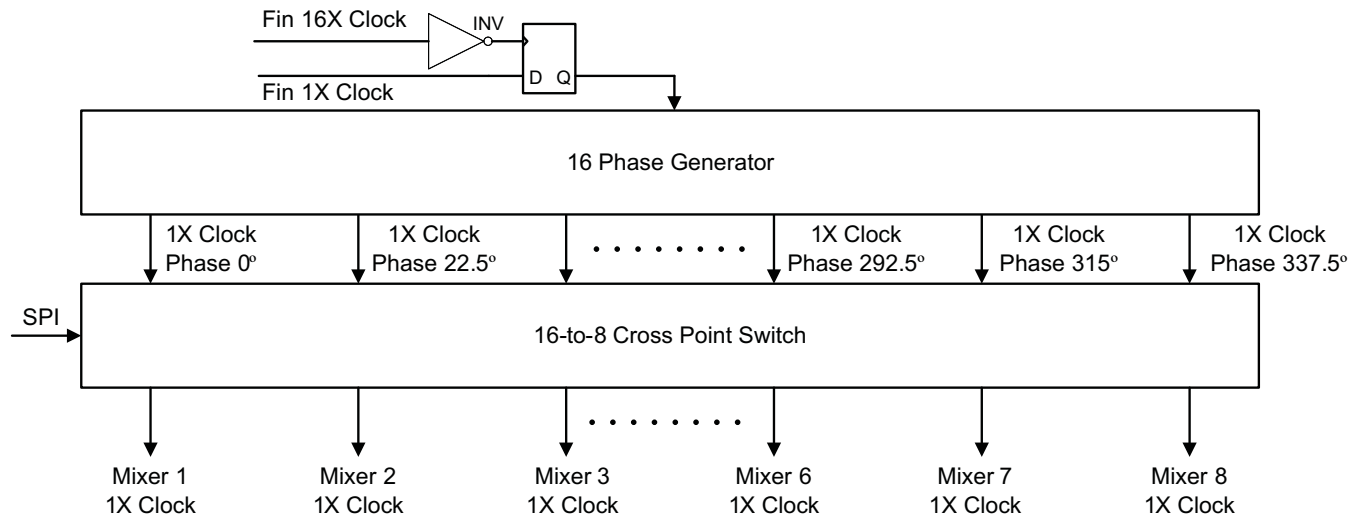 Fin 16X Clock
INV
D Q
Fin 1X Clock
16 Phase Generator
1X Clock
Phase 0º
1X Clock
Phase 22.5º
1X Clock
Phase 292.5º
1X Clock
Phase 315º
1X Clock
Phase 337.5º
SPI
16-to-8 Cross Point Switch
Mixer 1
1X Clock
Mixer 2
1X Clock
Mixer 3
1X Clock
Mixer 6
1X Clock
Mixer 7
1X Clock
Mixer 8
1X Clock